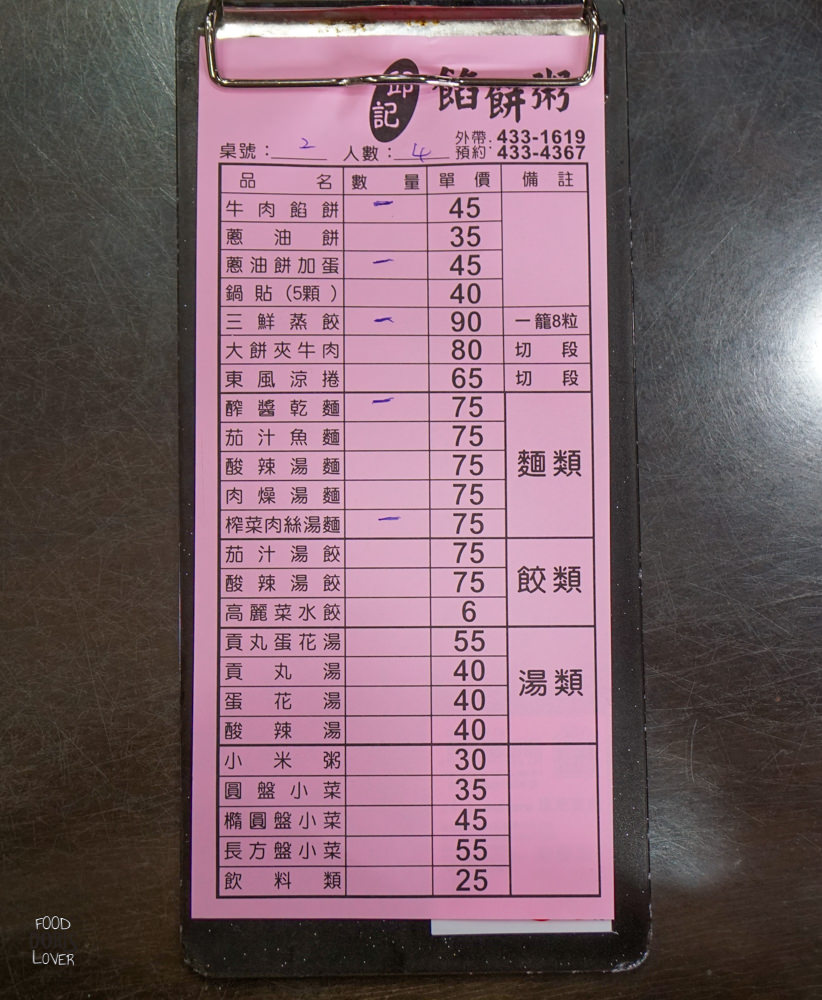 印記 餡餅粥
外帶: 433-1619
桌號：2 人數：4 預約: 433-4367
品名 數量 單價 備註
牛肉餡餅 一 45
蔥油餅 35
蔥油餅加蛋 一 45
鍋貼(5顆) 40
三鮮蒸餃 一 90 一籠8粒
大餅夾牛肉 80 切段
東風涼捲 65 切段
醡醬乾麵 一 75
茄汁魚麵 75
酸辣湯麵 75 麵類
肉燥湯麵 75
榨菜肉絲湯麵 一 75
茄汁湯餃 75
酸辣湯餃 75 餃類
高麗菜水餃 6
貢丸蛋花湯 55
貢丸湯 40 湯類
蛋花湯 40
酸辣湯 40
小米粥 30
圓盤小菜 35
橢圓盤小菜 45
長方盤小菜 55
飲料類 25
FOOD
LOVER